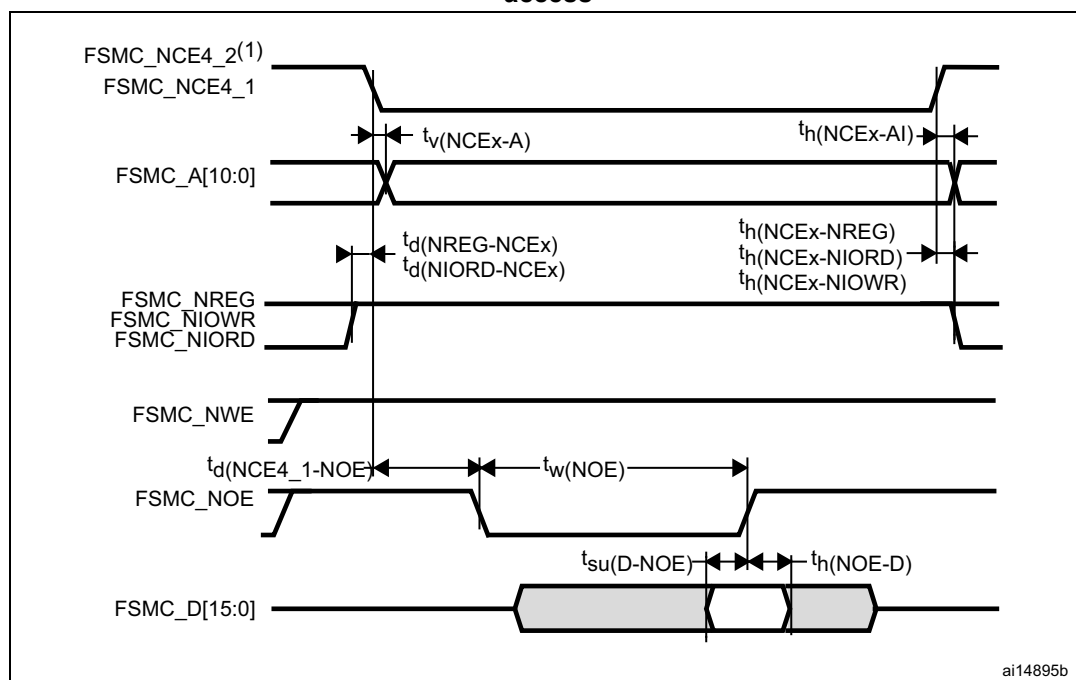 access
FSMC_NCE4_2(1)
FSMC_NCE4_1
tv(NCEx-A)
th(NCEx-AI)
FSMC_A[10:0]
td(NREG-NCEx)
td(NIORD-NCEx)
th(NCEx-NREG)
th(NCEx-NIORD)
th(NCEx-NIOWR)
FSMC_NREG
FSMC_NIOWR
FSMC_NIORD
FSMC_NWE
td(NCE4_1-NOE)
tw(NOE)
FSMC_NOE
tsu(D-NOE)
th(NOE-D)
FSMC_D[15:0]
ai14895b